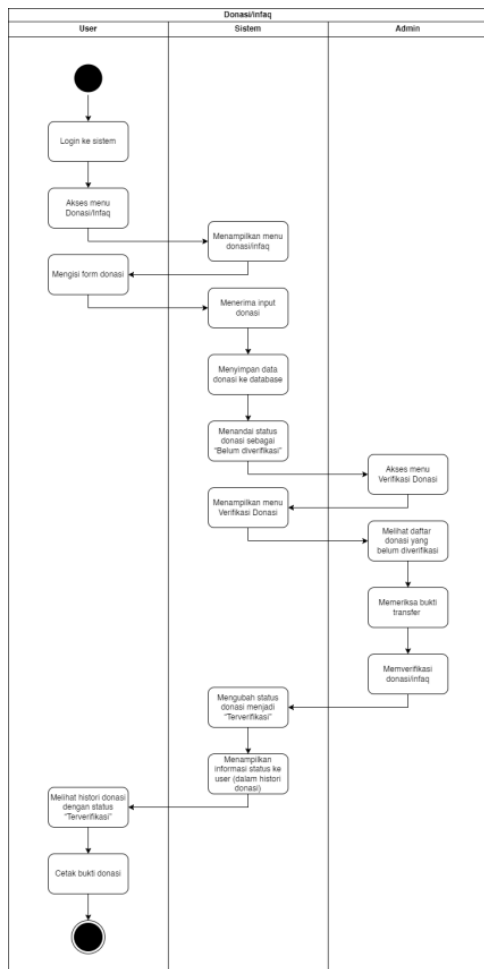 Donasi/Infaq
User
Sistem
Admin
Login ke sistem
Akses menu
Donasi/Infaq
Menampilkan menu
donasi/infaq
Mengisi form donasi
Menerima input
donasi
Menyimpan data
donasi ke database
Menandai status
donasi sebagai
"Belum diverifikasi"
Akses menu
Verifikasi Donasi
Menampilkan menu
Verifikasi Donasi
Melihat daftar
donasi yang
belum diverifikasi
Memeriksa bukti
transfer
Memverifikasi
donasi/infaq
Mengubah status
donasi menjadi
"Terverifikasi"
Menampilkan
informasi status ke
user (dalam histori
donasi)
Melihat histori donasi
dengan status
"Terverifikasi"
Cetak bukti donasi